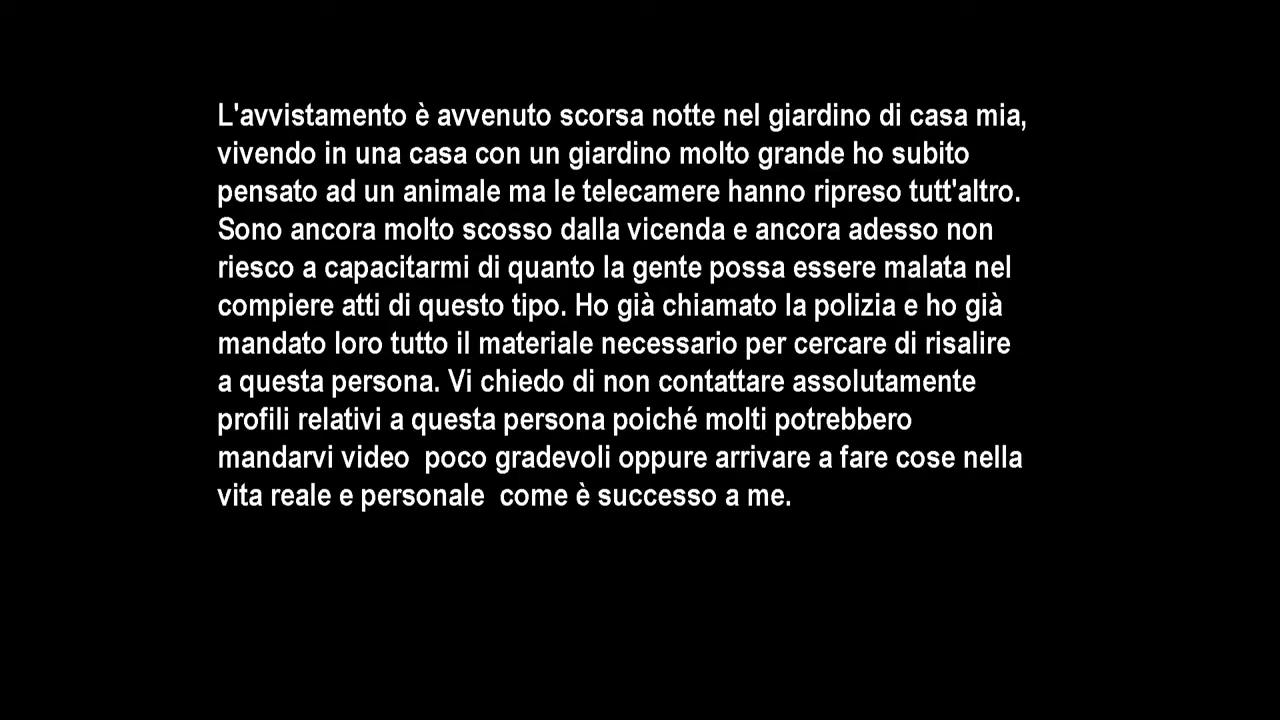 L'avvistamento è avvenuto scorsa notte nel giardino di casa mia,
vivendo in una casa con un giardino molto grande ho subito
pensato ad un animale ma le telecamere hanno ripreso tutt'altro.
Sono ancora molto scosso dalla vicenda e ancora adesso non
riesco a capacitarmi di quanto la gente possa essere malata nel
compiere atti di questo tipo. Ho già chiamato la polizia e ho già
mandato loro tutto il materiale necessario per cercare di risalire
a questa persona. Vi chiedo di non contattare assolutamente
profili relativi a questa persona poiché molti potrebbero
mandarvi video  poco gradevoli oppure arrivare a fare cose nella
vita reale e personale  come è successo a me.